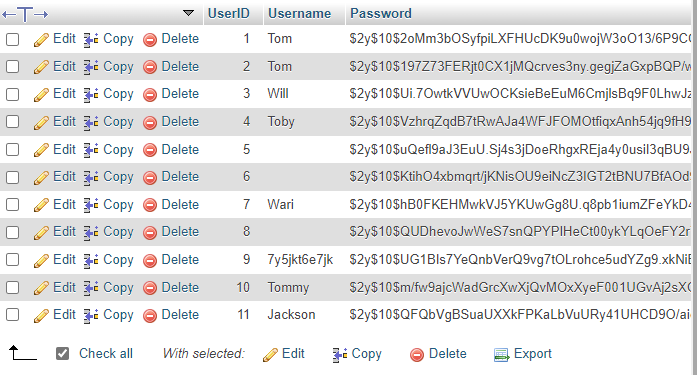 UserID Username Password
Edit Copy Delete 1 Tom $2y$10$2oMm3bOSyfpiLXFHUcDK9u0wojW3oO13/6P9CC
Edit Copy Delete 2 Tom $2y$10$197Z73FERjt0CX1jMQcrves3ny.gegjZaGxpBQP/w
Edit Copy Delete 3 Will $2y$10$Ui.7OwtkVVUwOCKsieBeEuM6CmjlsBq9F0LhwJz
Edit Copy Delete 4 Toby $2y$10$VzhrqZqdB7tRwAJa4WFJFOMOtfiqxAnh54jq9fH9
Edit Copy Delete 5 $2y$10$uQefl9aJ3EuU.Sj4s3jDoeRhgxREja4y0usiI3qBU9
Edit Copy Delete 6 $2y$10$KtihO4xbmqrt/jKNisOU9eiNcZ3IGT2tBNU7BfAOd
Edit Copy Delete 7 Wari $2y$10$hB0FKEHMwkVJ5YKUwGg8U.q8pb1iumZFeYkD4
Edit Copy Delete 8 $2y$10$QUDhevoJwWeS7snQPYPIHeCt00ykYLqOeFY2r
Edit Copy Delete 9 7y5jkt6e7jk $2y$10$UG1BIs7YeQnbVerQ9vg7tOLrohce5udYZg9.xkNiE
Edit Copy Delete 10 Tommy $2y$10$m/fw9ajcWadGrcXwXjQvMOxXyeF001UGvAj2sXC
Edit Copy Delete 11 Jackson $2y$10$QFQbVgBSuaUXXkFPKaLbVuURy41UHCD9O/ai
Check all With selected: Edit Copy Delete Export